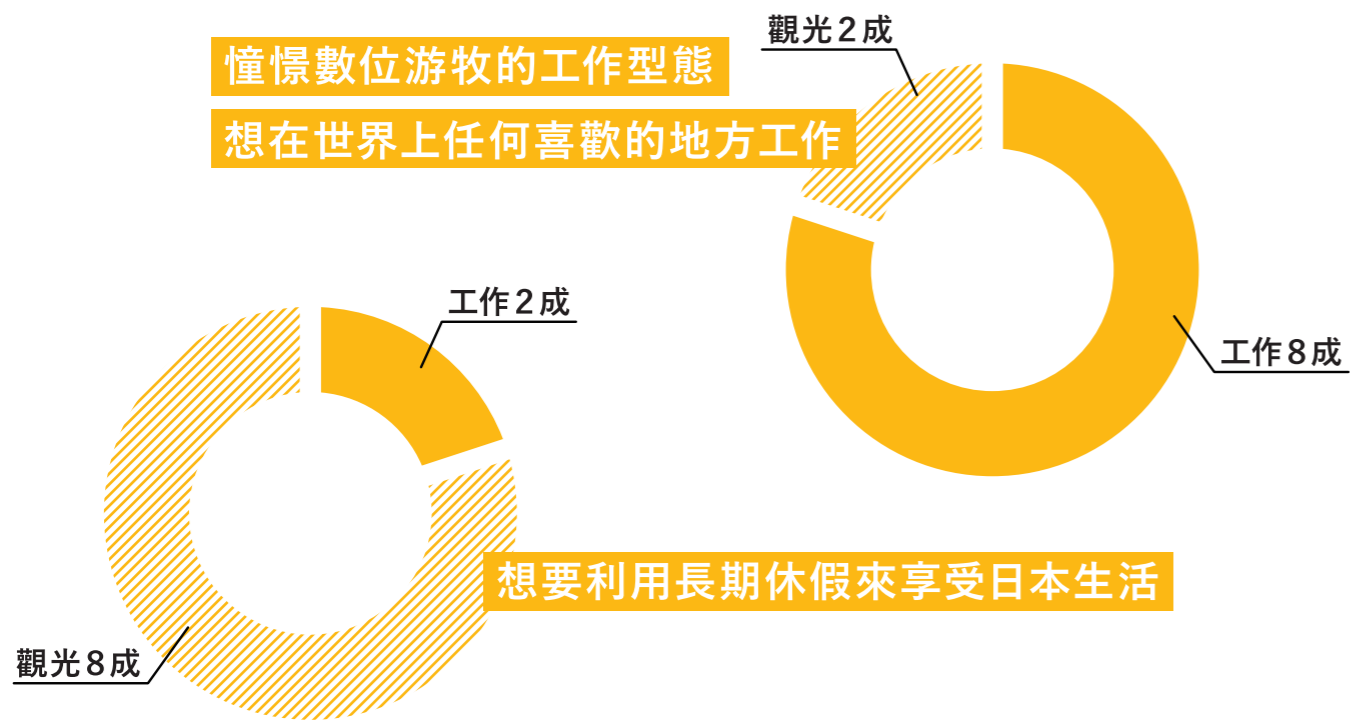 觀光2成
憧憬數位游牧的工作型態
想在世界上任何喜歡的地方工作
工作8成
工作2成
想要利用長期休假來享受日本生活
觀光8成